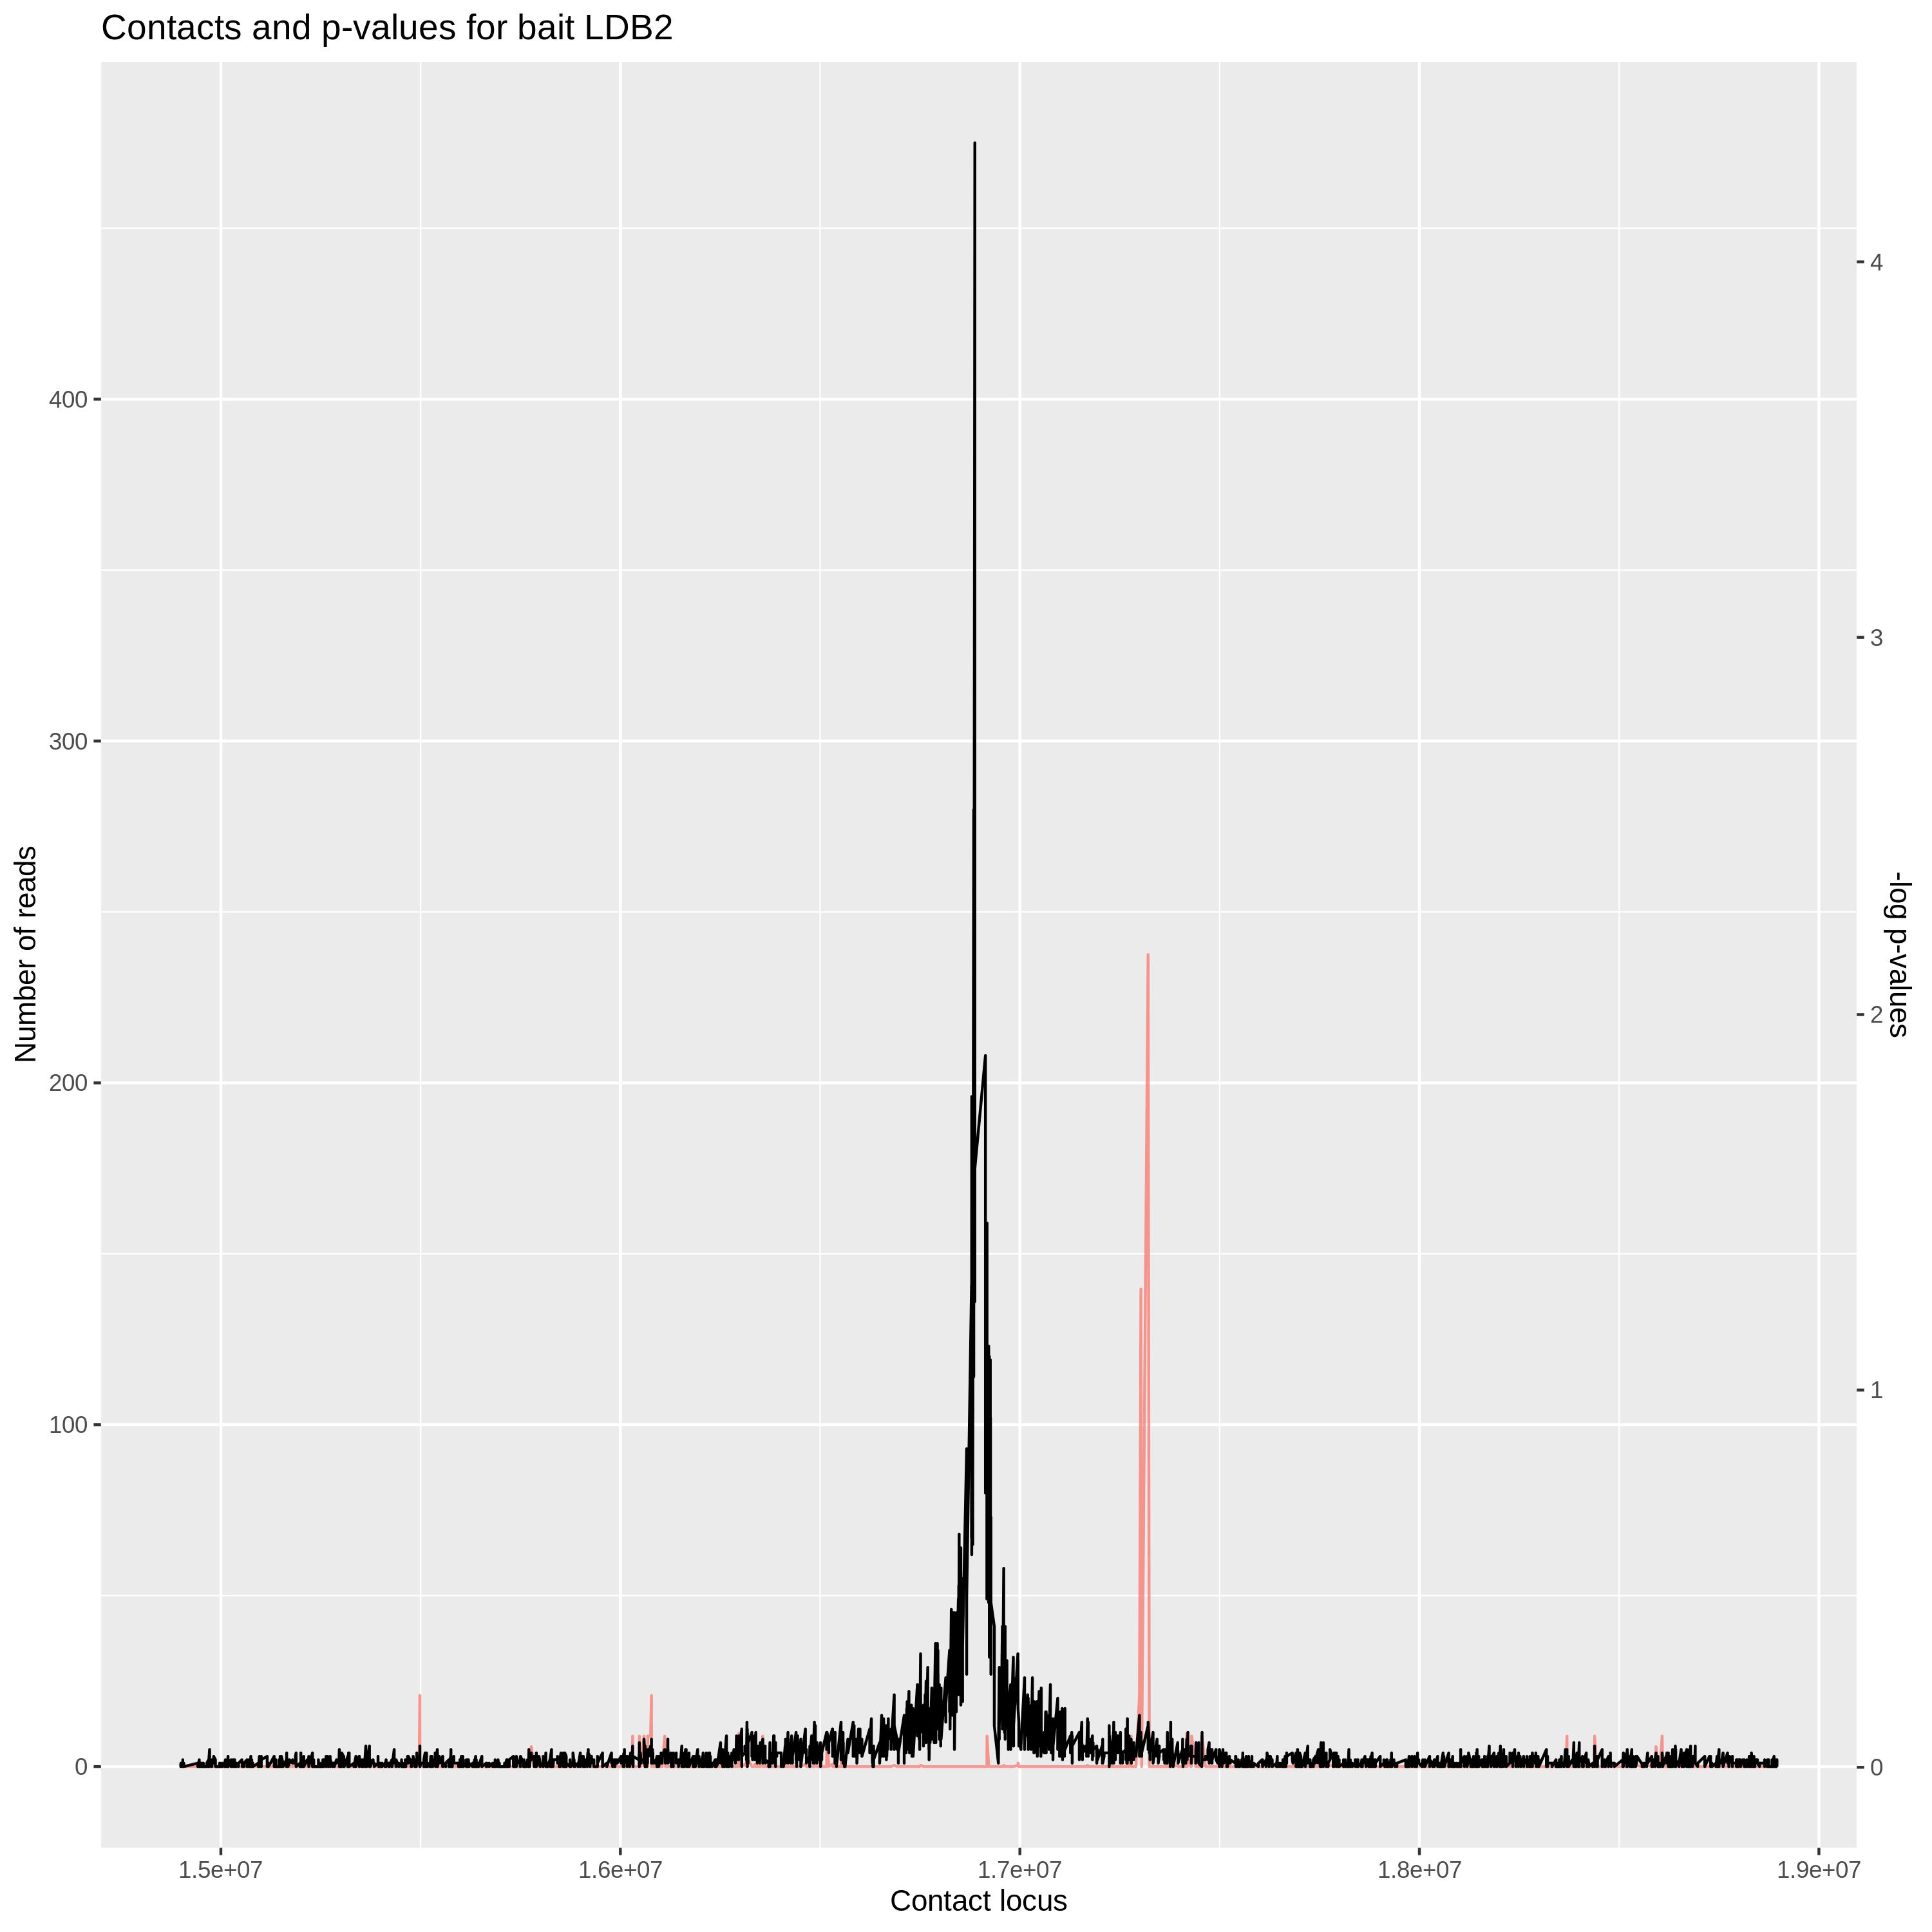 Contacts and p-values for bait LDB2
400
300
200
100
0
Number of reads
4
3
2
1
0
-log p-values
1.5e+07
1.6e+07
1.7e+07
1.8e+07
1.9e+07
Contact locus